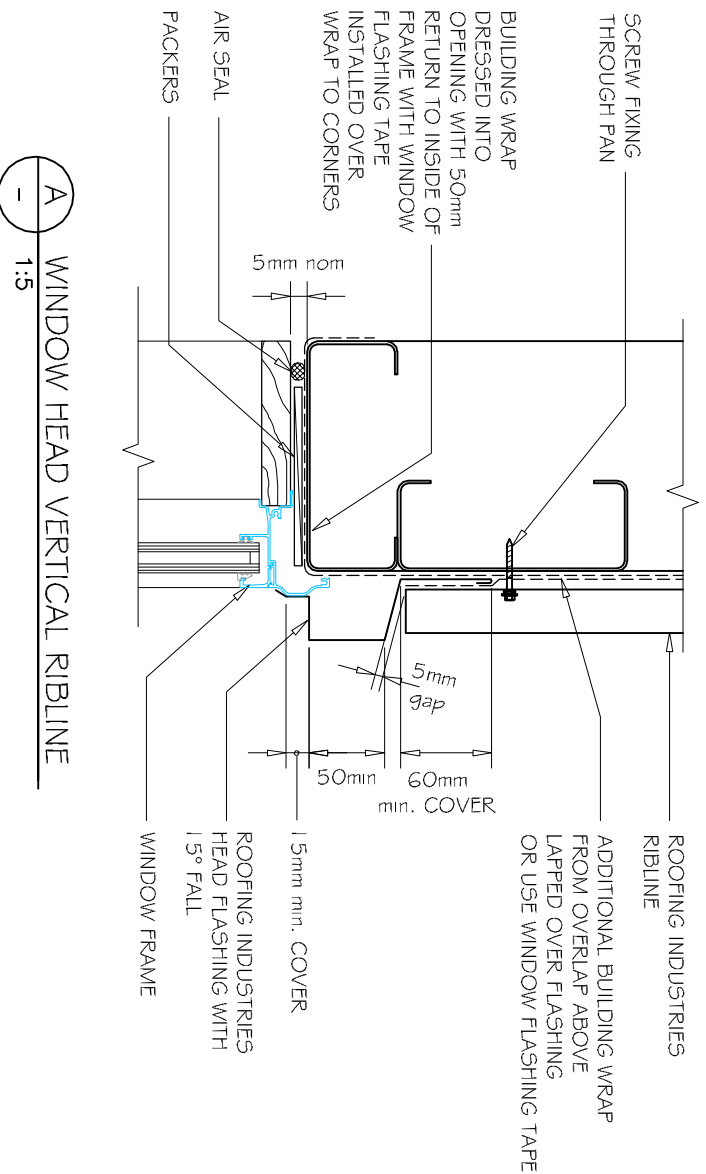 SCREW FIXING
THROUGH PAN
BUILDING WRAP
DRESSED INTO
OPENING WITH 50mm
RETURN TO INSIDE OF
FRAME WITH WINDOW
FLASHING TAPE
INSTALLED OVER
WRAP TO CORNERS
AIR SEAL
PACKERS
5mm nom
5mm
gap
50min
60mm
min. COVER
15mm min. COVER
ROOFING INDUSTRIES
RIBLINE
ADDITIONAL BUILDING WRAP
FROM OVERLAP ABOVE
LAPPED OVER FLASHING
OR USE WINDOW FLASHING TAPE
ROOFING INDUSTRIES
HEAD FLASHING WITH
15° FALL
WINDOW FRAME
A
-
WINDOW HEAD VERTICAL RIBLINE
1:5